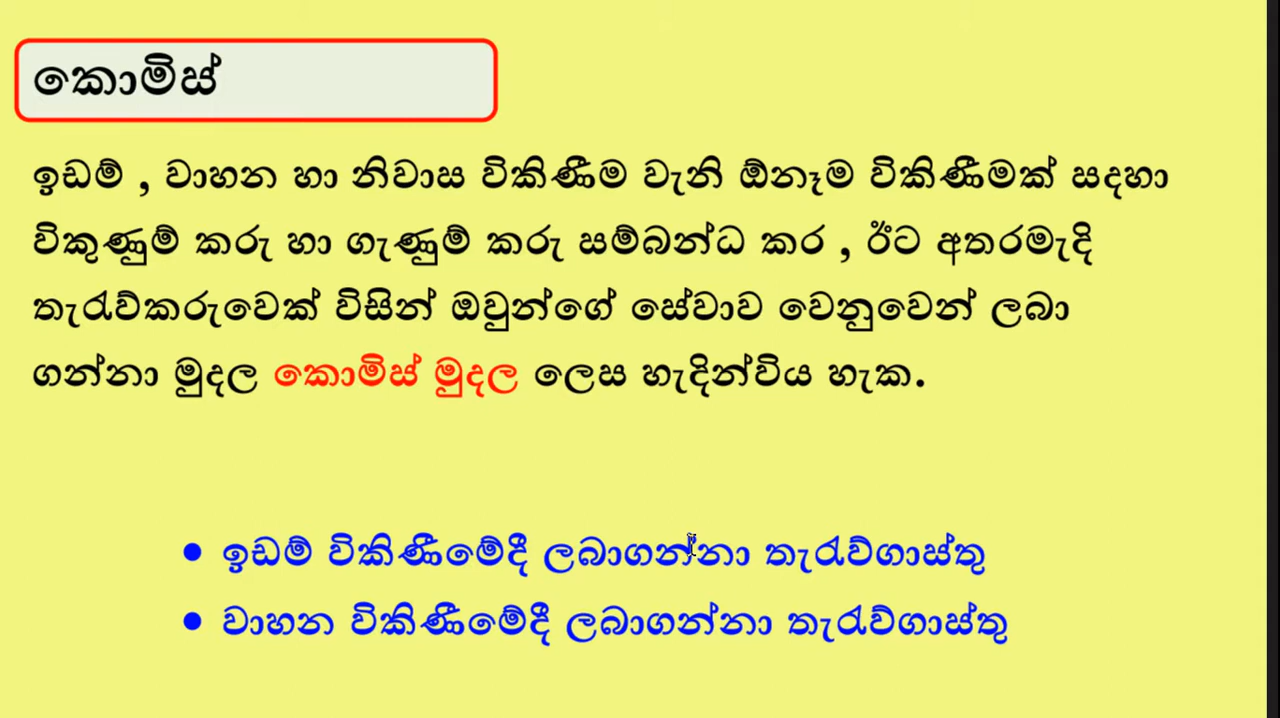 කොමිස්
ඉඩම් , වාහන හා නිවාස විකිණීම වැනි ඕනෑම විකිණීමක් සඳහා
විකුණුම් කරු හා ගැණුම් කරු සම්බන්ධ කර , ඊට අතරමැදි
තැරැව්කරුවෙක් විසින් ඔවුන්ගේ සේවාව වෙනුවෙන් ලබා
ගන්නා මුදල කොමිස් මුදල ලෙස හැදින්විය හැක.
• ඉඩම් විකිණීමේදී ලබාගන්නා තැරැව්ගාස්තු
• වාහන විකිණීමේදී ලබාගන්නා තැරැව්ගාස්තු